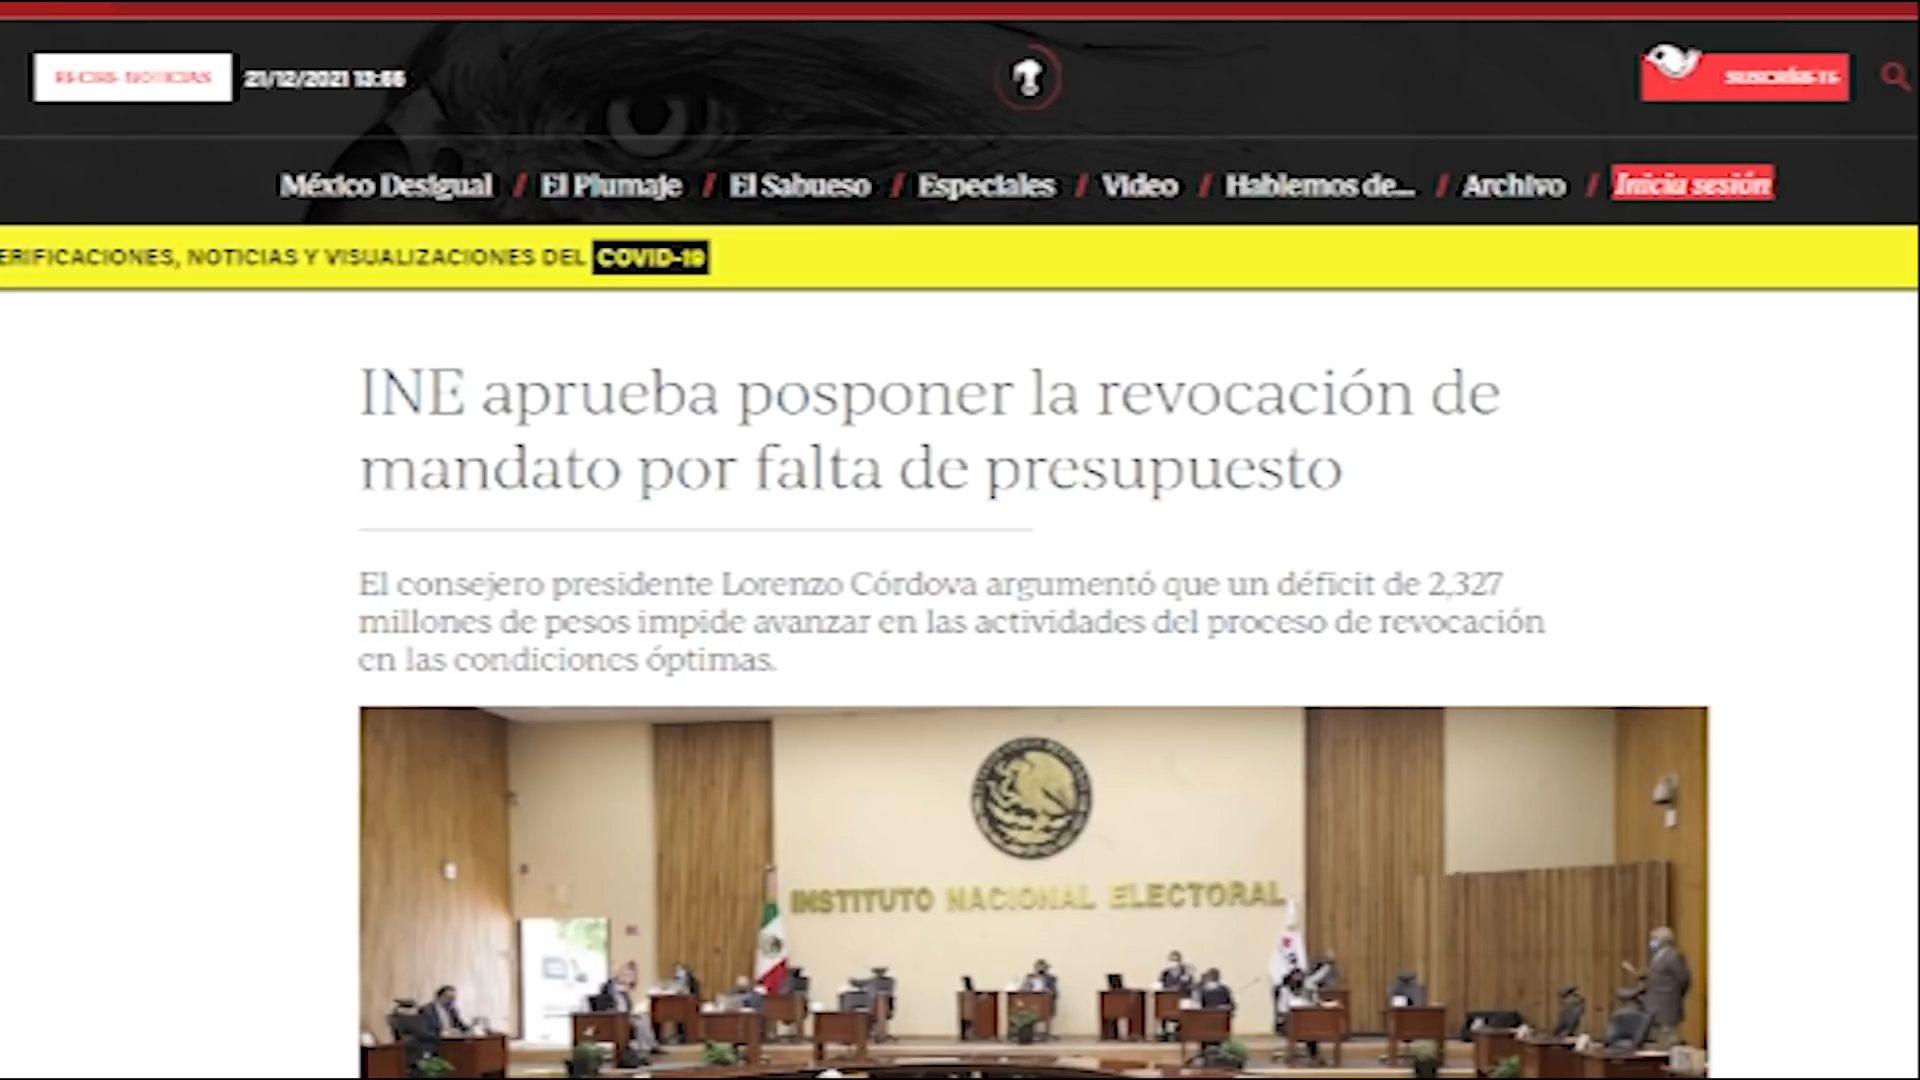 RECIBE NOTICIAS
21/12/2021
SUSCRÍBETE
México Desigual / El Plumaje / El Sabueso / Especiales / Video / Hablemos de... / Archivo / Inicia sesión
ERIFICACIONES, NOTICIAS Y VISUALIZACIONES DEL COVID-19
INE aprueba posponer la revocación de
mandato por falta de presupuesto
El consejero presidente Lorenzo Córdova argumentó que un déficit de 2,327
millones de pesos impide avanzar en las actividades del proceso de revocación
en las condiciones óptimas.
INSTITUTO NACIONAL ELECTORAL